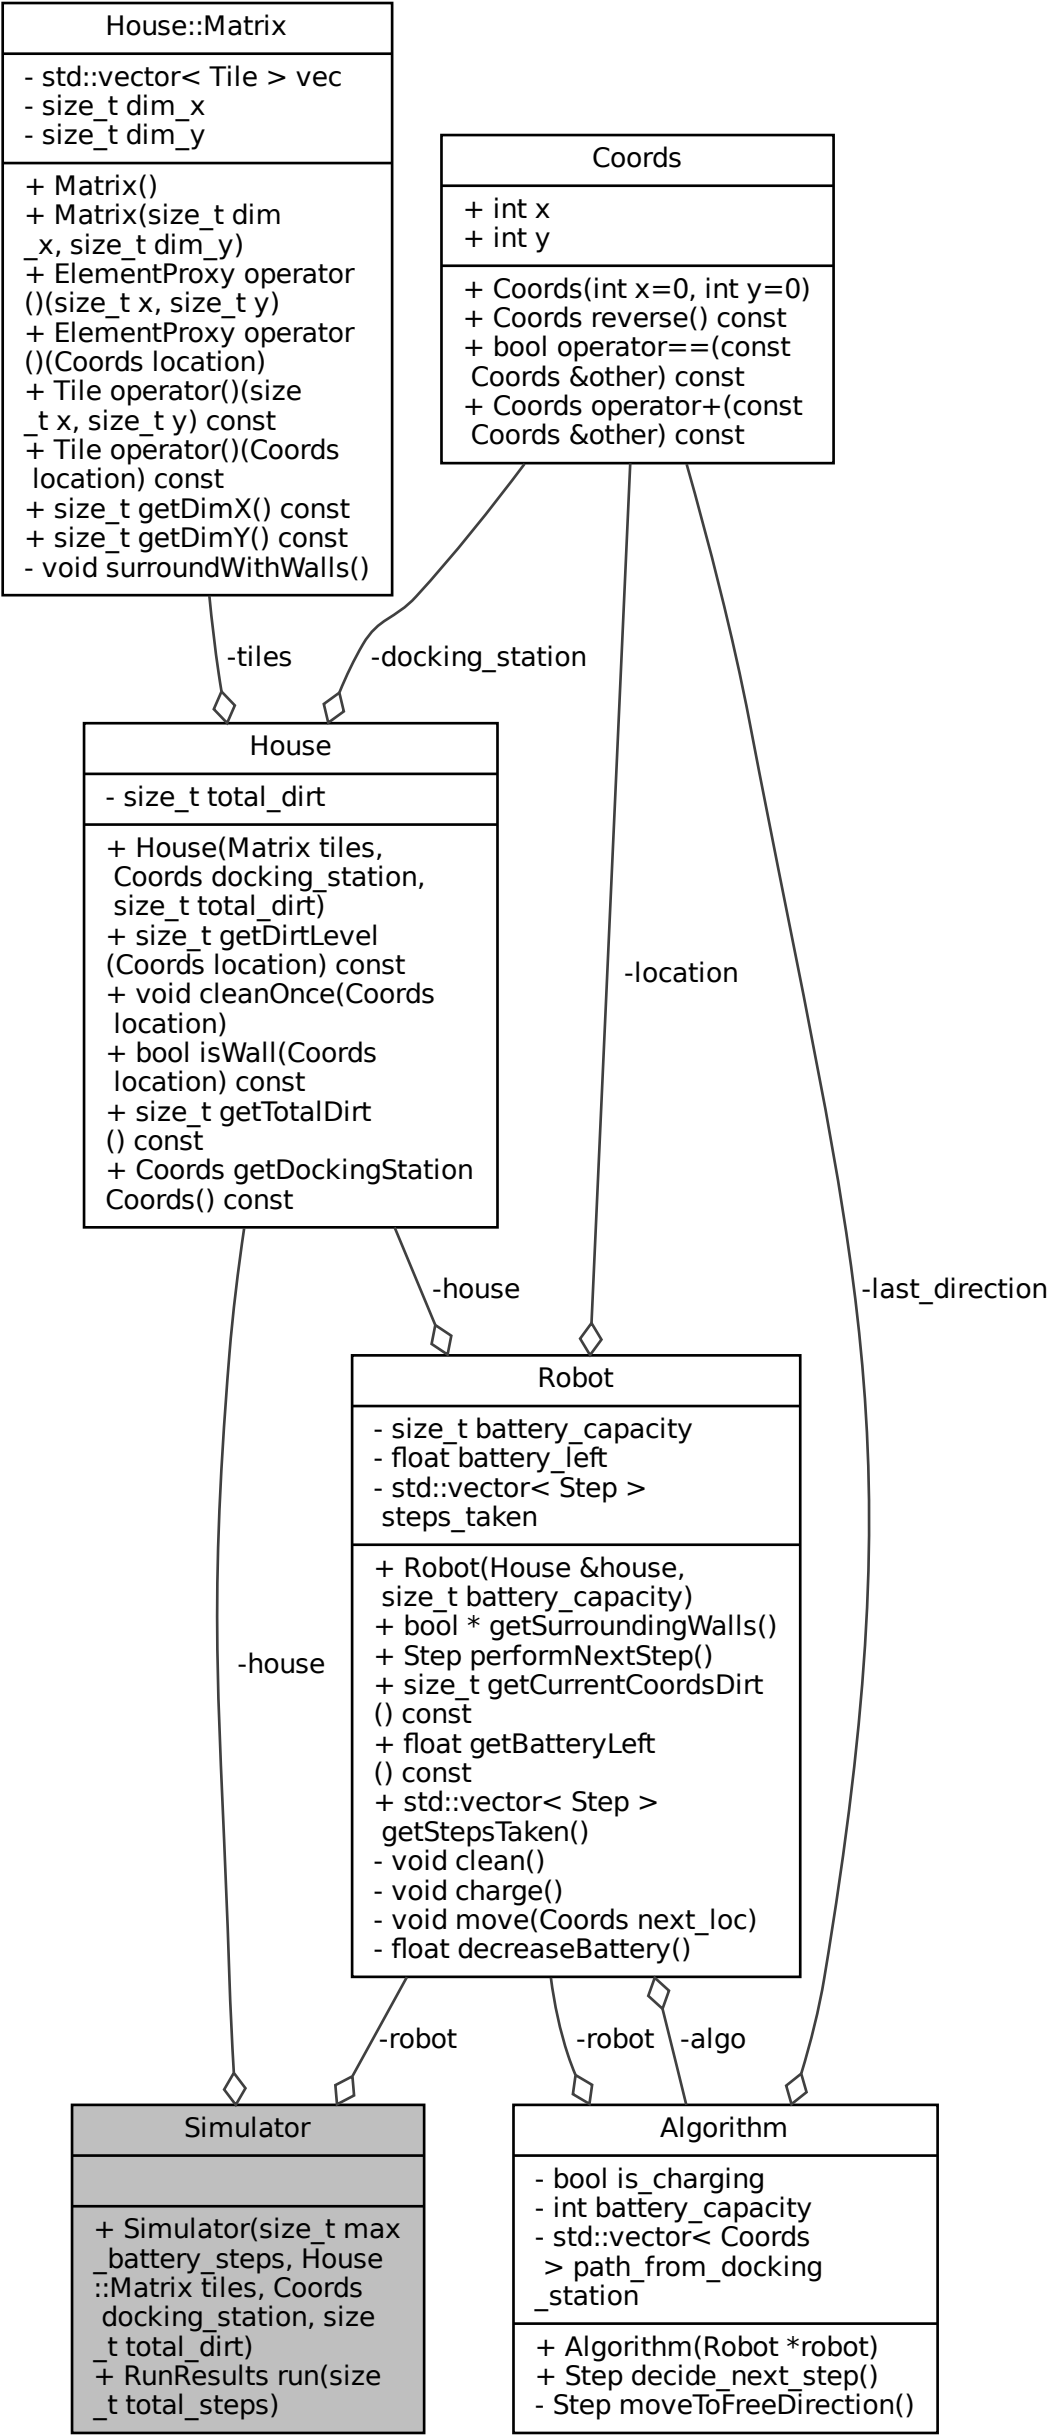 House::Matrix
- std::vector< Tile > vec
- size_t dim_x
- size_t dim_y
+ Matrix()
+ Matrix(size_t dim
_x, size_t dim_y)
+ ElementProxy operator
()(size_t x, size_t y)
+ ElementProxy operator
()(Coords location)
+ Tile operator()(size
_t x, size_t y) const
+ Tile operator()(Coords
location) const
+ size_t getDimX() const
+ size_t getDimY() const
- void surroundWithWalls()
Coords
+ int x
+ int y
+ Coords(int x=0, int y=0)
+ Coords reverse() const
+ bool operator==(const
Coords &other) const
+ Coords operator+(const
Coords &other) const
-tiles
-docking_station
House
- size_t total_dirt
+ House(Matrix tiles,
Coords docking_station,
size_t total_dirt)
+ size_t getDirtLevel
(Coords location) const
+ void cleanOnce(Coords
location)
+ bool isWall(Coords
location) const
+ size_t getTotalDirt
() const
+ Coords getDockingStation
Coords() const
-location
-house
-last_direction
Robot
- size_t battery_capacity
- float battery_left
- std::vector< Step >
steps_taken
+ Robot(House &house,
size_t battery_capacity)
+ bool * getSurroundingWalls()
+ Step performNextStep()
+ size_t getCurrentCoordsDirt
() const
+ float getBatteryLeft
() const
+ std::vector< Step >
getStepsTaken()
- void clean()
- void charge()
- void move(Coords next_loc)
- float decreaseBattery()
-house
-robot
-robot
-algo
Simulator
+ Simulator(size_t max
_battery_steps, House
::Matrix tiles, Coords
docking_station, size
_t total_dirt)
+ RunResults run(size
_t total_steps)
Algorithm
- bool is_charging
- int battery_capacity
- std::vector< Coords
> path_from_docking
_station
+ Algorithm(Robot *robot)
+ Step decide_next_step()
- Step moveToFreeDirection()